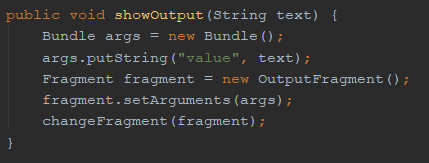 public void showOutput(String text) {
    Bundle args = new Bundle();
    args.putString("value", text);
    Fragment fragment = new OutputFragment();
    fragment.setArguments(args);
    changeFragment(fragment);
}